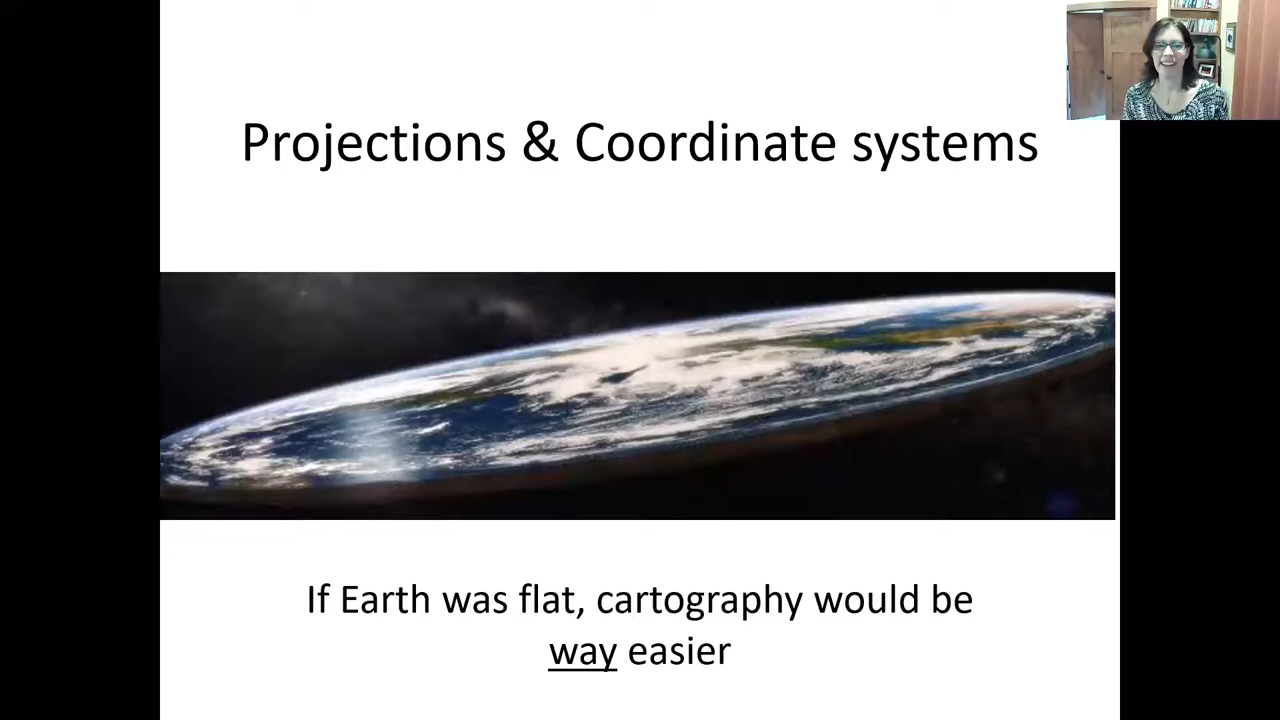 Projections & Coordinate systems
If Earth was flat, cartography would be
way easier